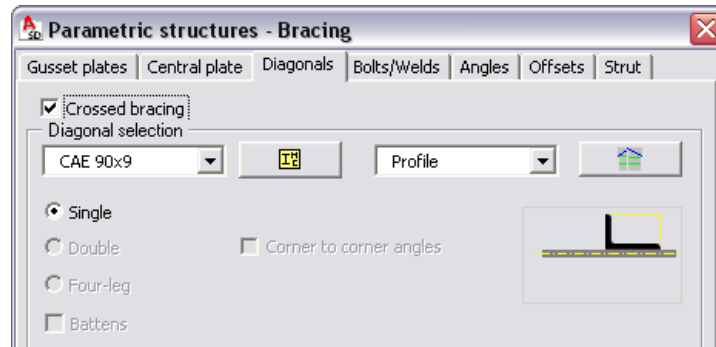 Parametric structures - Bracing
Gusset plates Central plate Diagonals Bolts/Welds Angles Offsets Strut
Crossed bracing
Diagonal selection
CAE 90x9 Profile
Single
Double Corner to corner angles
Four-leg
Battens